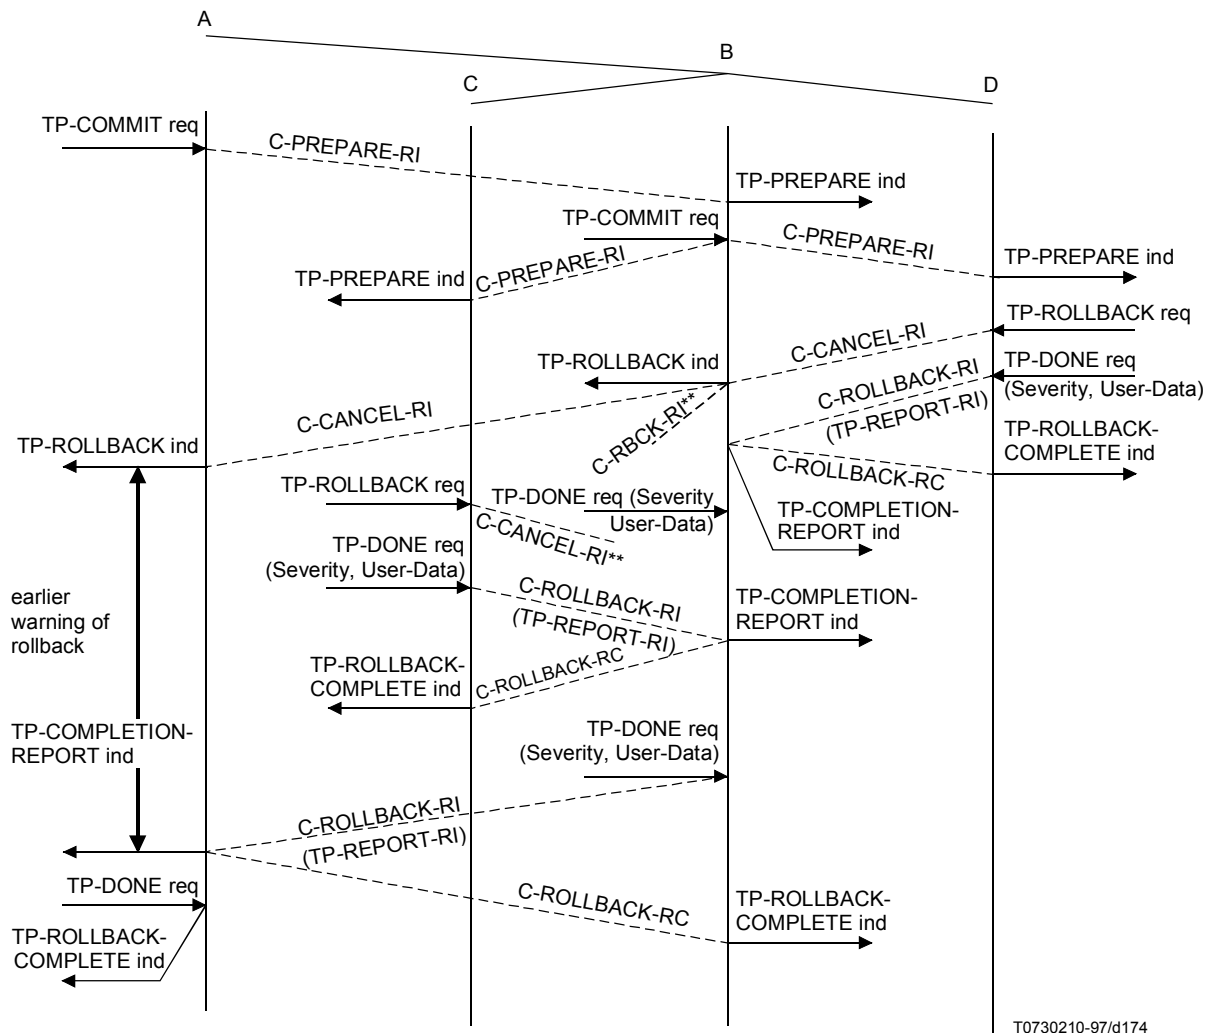 A
B
C
D
TP-COMMIT req
C-PREPARE-RI
TP-PREPARE ind
TP-COMMIT req
C-PREPARE-RI
TP-PREPARE ind
C-PREPARE-RI
TP-PREPARE ind
TP-ROLLBACK req
C-CANCEL-RI
TP-ROLLBACK ind
TP-DONE req
(Severity, User-Data)
C-ROLLBACK-RI
(TP-REPORT-RI)
C-CANCEL-RI
C-RBCK-RI**
TP-ROLLBACK ind
TP-ROLLBACK-
COMPLETE ind
C-ROLLBACK-RC
TP-ROLLBACK req
TP-DONE req (Severity
User-Data)
TP-COMPLETION-
REPORT ind
C-CANCEL-RI**
TP-DONE req
(Severity, User-Data)
C-ROLLBACK-RI
(TP-REPORT-RI)
TP-COMPLETION-
REPORT ind
earlier
warning of
rollback
TP-ROLLBACK-
COMPLETE ind
C-ROLLBACK-RC
TP-COMPLETION-
REPORT ind
TP-DONE req
(Severity, User-Data)
C-ROLLBACK-RI
(TP-REPORT-RI)
TP-DONE req
C-ROLLBACK-RC
TP-ROLLBACK-
COMPLETE ind
TP-ROLLBACK-
COMPLETE ind
T0730210-97/d174